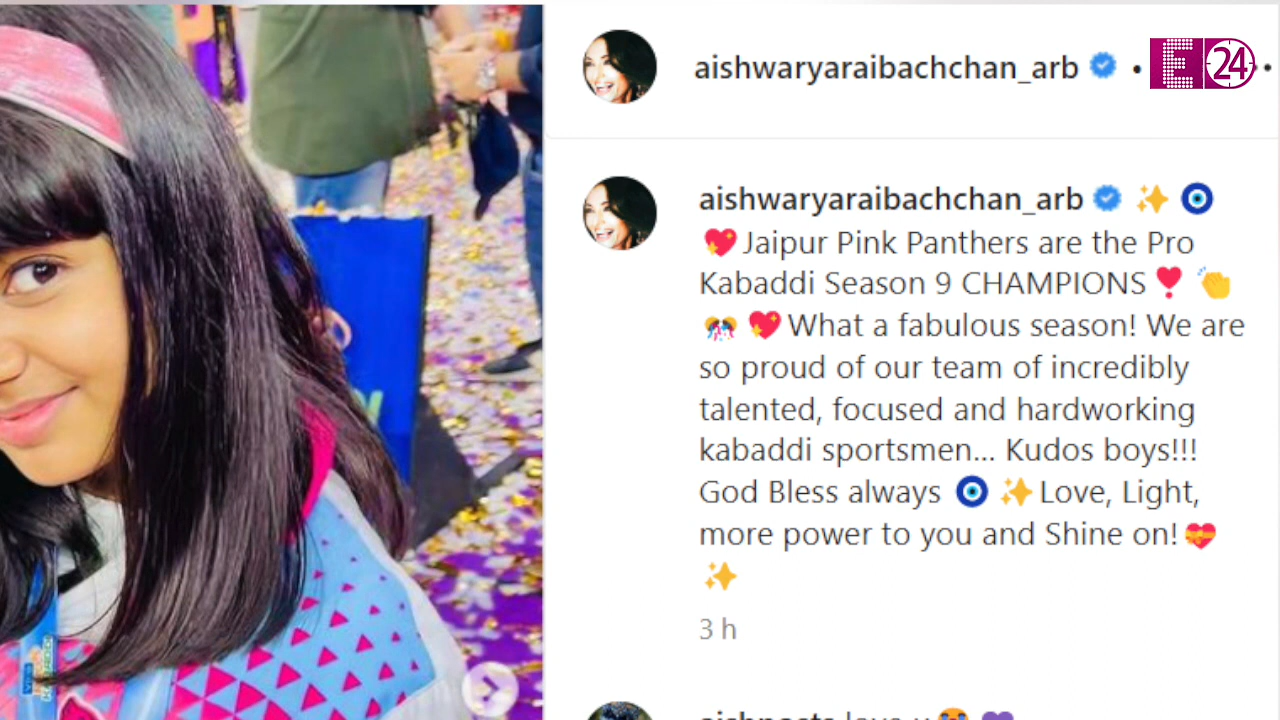 aishwaryaraibachchan_arb • E 24 •
aishwaryaraibachchan_arb ✨ 🧿
💖Jaipur Pink Panthers are the Pro
Kabaddi Season 9 CHAMPIONS❣️ 👏
🎊 💖What a fabulous season! We are
so proud of our team of incredibly
talented, focused and hardworking
kabaddi sportsmen... Kudos boys!!!
God Bless always 🧿 ✨Love, Light,
more power to you and Shine on!💝
✨
3 h